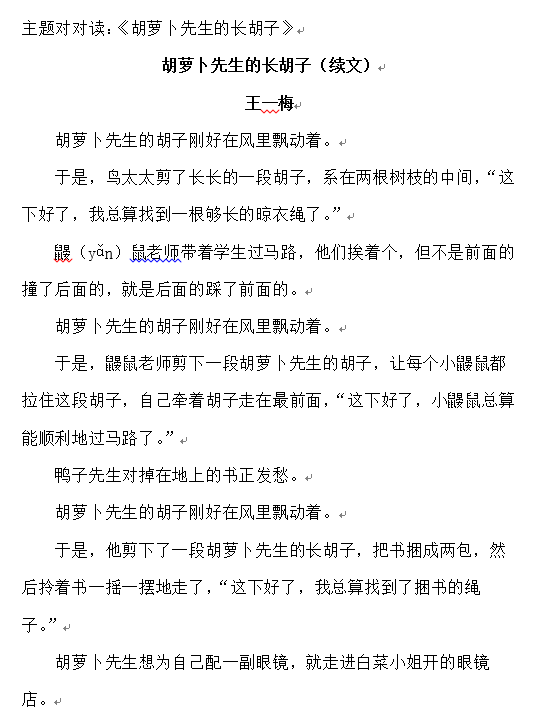 主题对对读：《胡萝卜先生的长胡子》
胡萝卜先生的长胡子（续文）
王一梅
胡萝卜先生的胡子刚好在风里飘动着。
于是，鸟太太剪了长长的一段胡子，系在两根树枝的中间，“这
下好了，我总算找到一根够长的晾衣绳了。”
鼹（yǎn）鼠老师带着学生过马路，他们挨着个，但不是前面的
撞了后面的，就是后面的踩了前面的。
胡萝卜先生的胡子刚好在风里飘动着。
于是，鼹鼠老师剪下一段胡萝卜先生的胡子，让每个小鼹鼠都
拉住这段胡子，自己牵着胡子走在最前面，“这下好了，小鼹鼠总算
能顺利地过马路了。”
鸭子先生对掉在地上的书正发愁。
胡萝卜先生的胡子刚好在风里飘动着。
于是，他剪下了一段胡萝卜先生的长胡子，把书捆成两包，然
后拎着书一摇一摆地走了，“这下好了，我总算找到了捆书的绳
子。”
胡萝卜先生想为自己配一副眼镜，就走进白菜小姐开的眼镜
店。